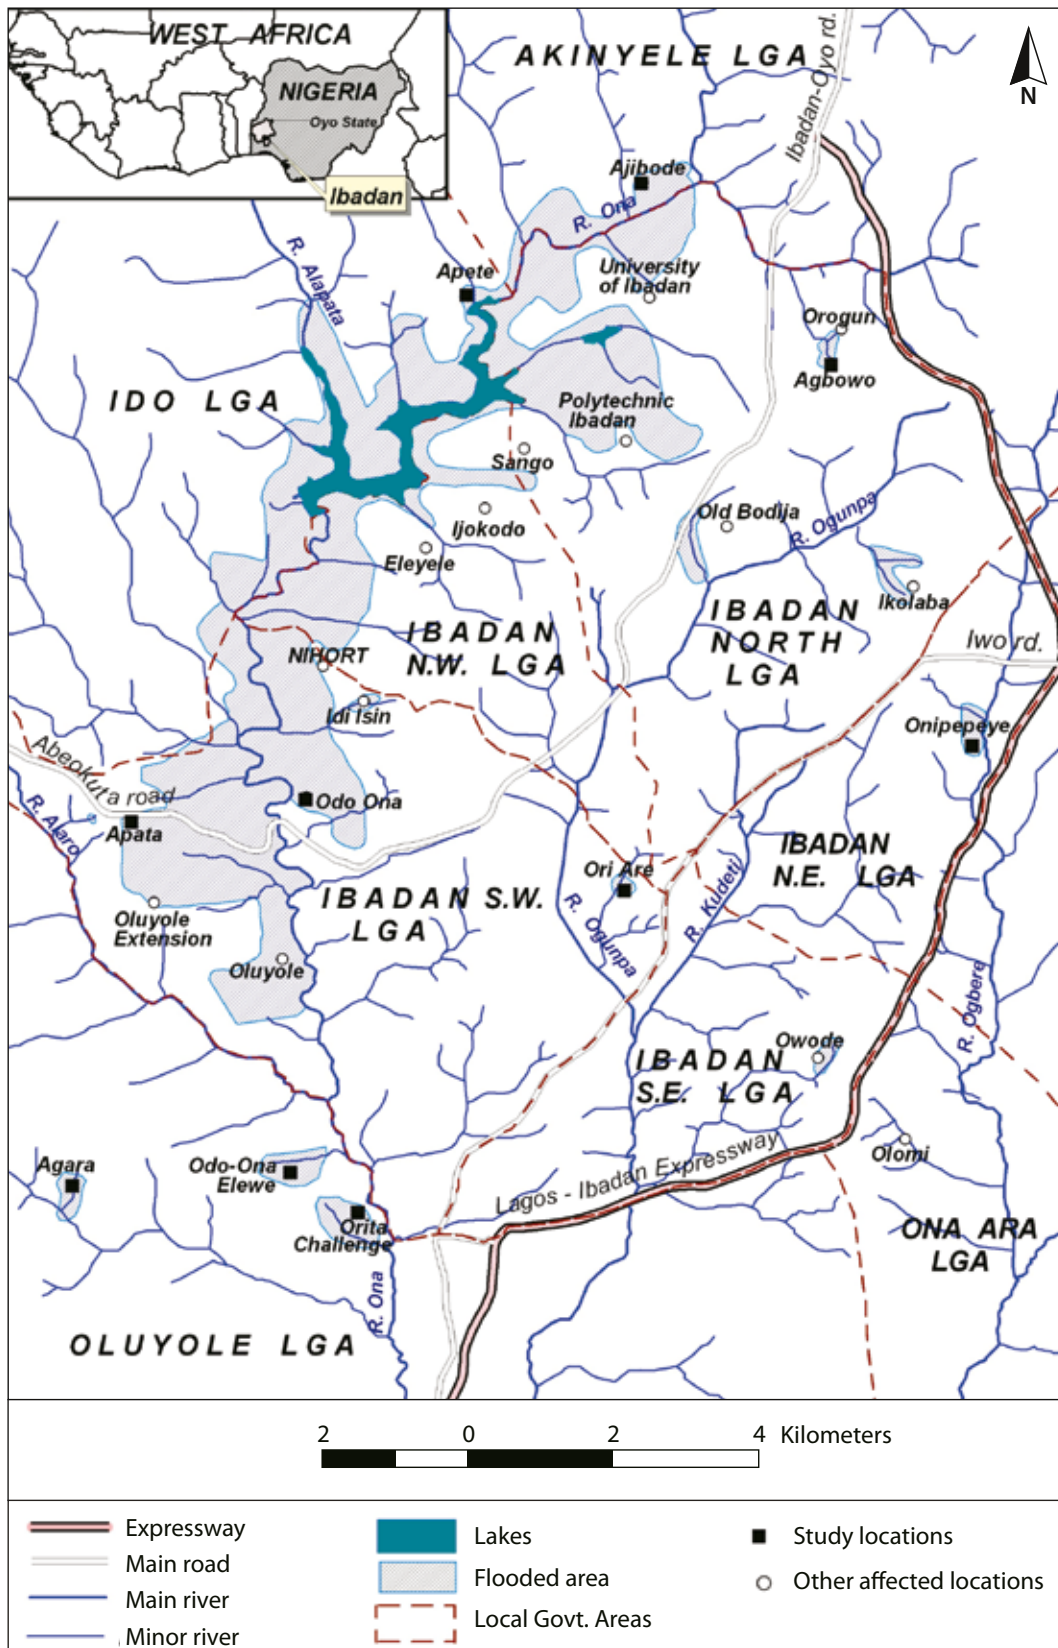 WEST AFRICA
NIGERIA
Oyo State
Ibadan
AKINYELE LGA
Ibadan-Oyo rd.
N
Ajibode
R. Ona
R. Alapata
Apete
University
of Ibadan
Orogun
Agbowo
IDO LGA
Polytechnic
Ibadan
Sango
Ijokodo
Old Bodija
R. Ogunpa
Eleyele
Ikolaba
IBADAN
N.W. LGA
IBADAN
NORTH
LGA
Iwo rd.
NIHORT
Idi Isin
Onipepeye
Abeokut'a road
R. Alaro
Apata
Odo Ona
IBADAN
N.E. LGA
Ori Are
R. Kudeti
IBADAN S.W.
LGA
R. Ogunpa
Oluyole
Extension
Oluyole
R. Ogbere
Owode
IBADAN
S.E. LGA
Olomi
Agara
Odo-Ona
Elewe
Lagos - Ibadan Expressway
Orita
Challenge
ONA ARA
LGA
R. Ona
OLUYOLE LGA
2 0 2 4 Kilometers
Expressway
Main road
Main river
Minor river
Lakes
Flooded area
Local Govt. Areas
Study locations
Other affected locations